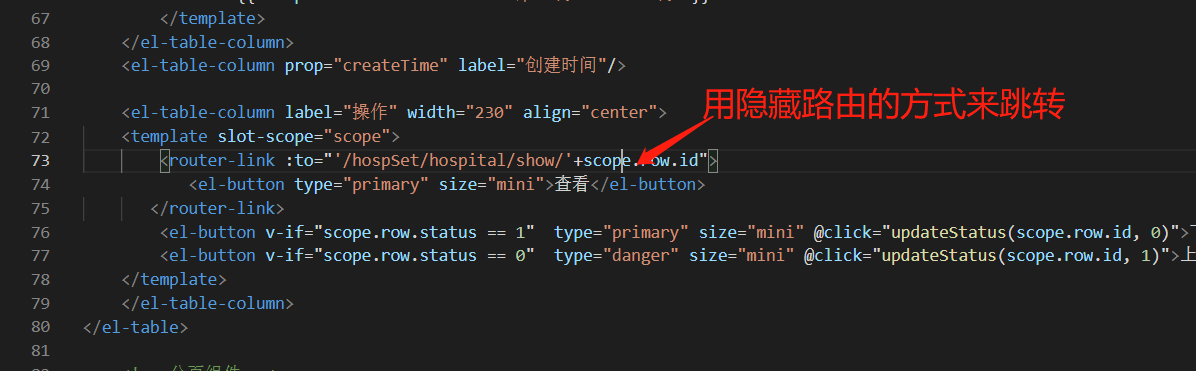 67 </template>
68 </el-table-column>
69 <el-table-column prop="createTime" label="创建时间"/>
70
71 <el-table-column label="操作" width="230" align="center">
用隐藏路由的方式来跳转
72 <template slot-scope="scope">
73 <router-link :to="'/hospSet/hospital/show/'+scope.row.id">
74 <el-button type="primary" size="mini">查看</el-button>
75 </router-link>
76 <el-button v-if="scope.row.status == 1"  type="primary" size="mini" @click="updateStatus(scope.row.id, 0)">
77 <el-button v-if="scope.row.status == 0"  type="danger" size="mini" @click="updateStatus(scope.row.id, 1)">上
78 </template>
79 </el-table-column>
80 </el-table>
81